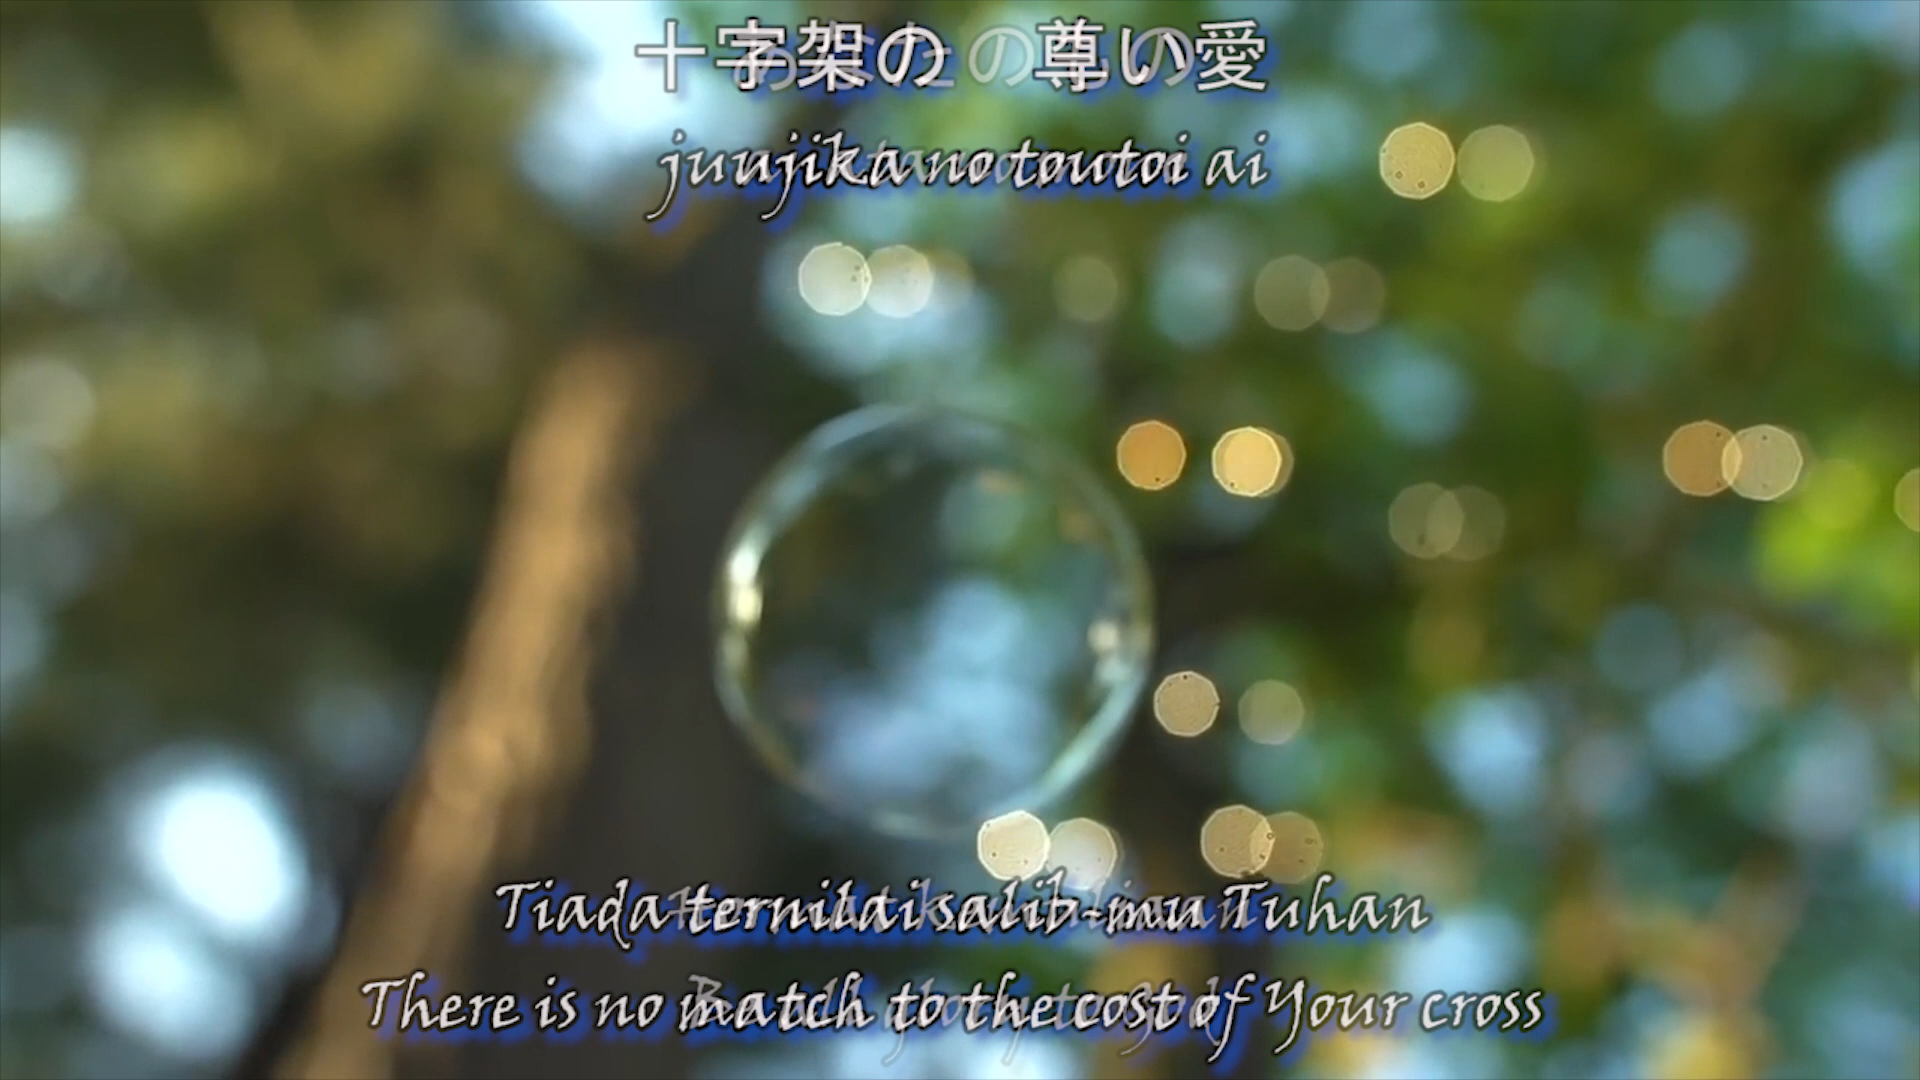 十字架の尊い愛
juujika no toutoi ai
Tiada ternilai salib-mu Tuhan
There is no match to the cost of Your cross